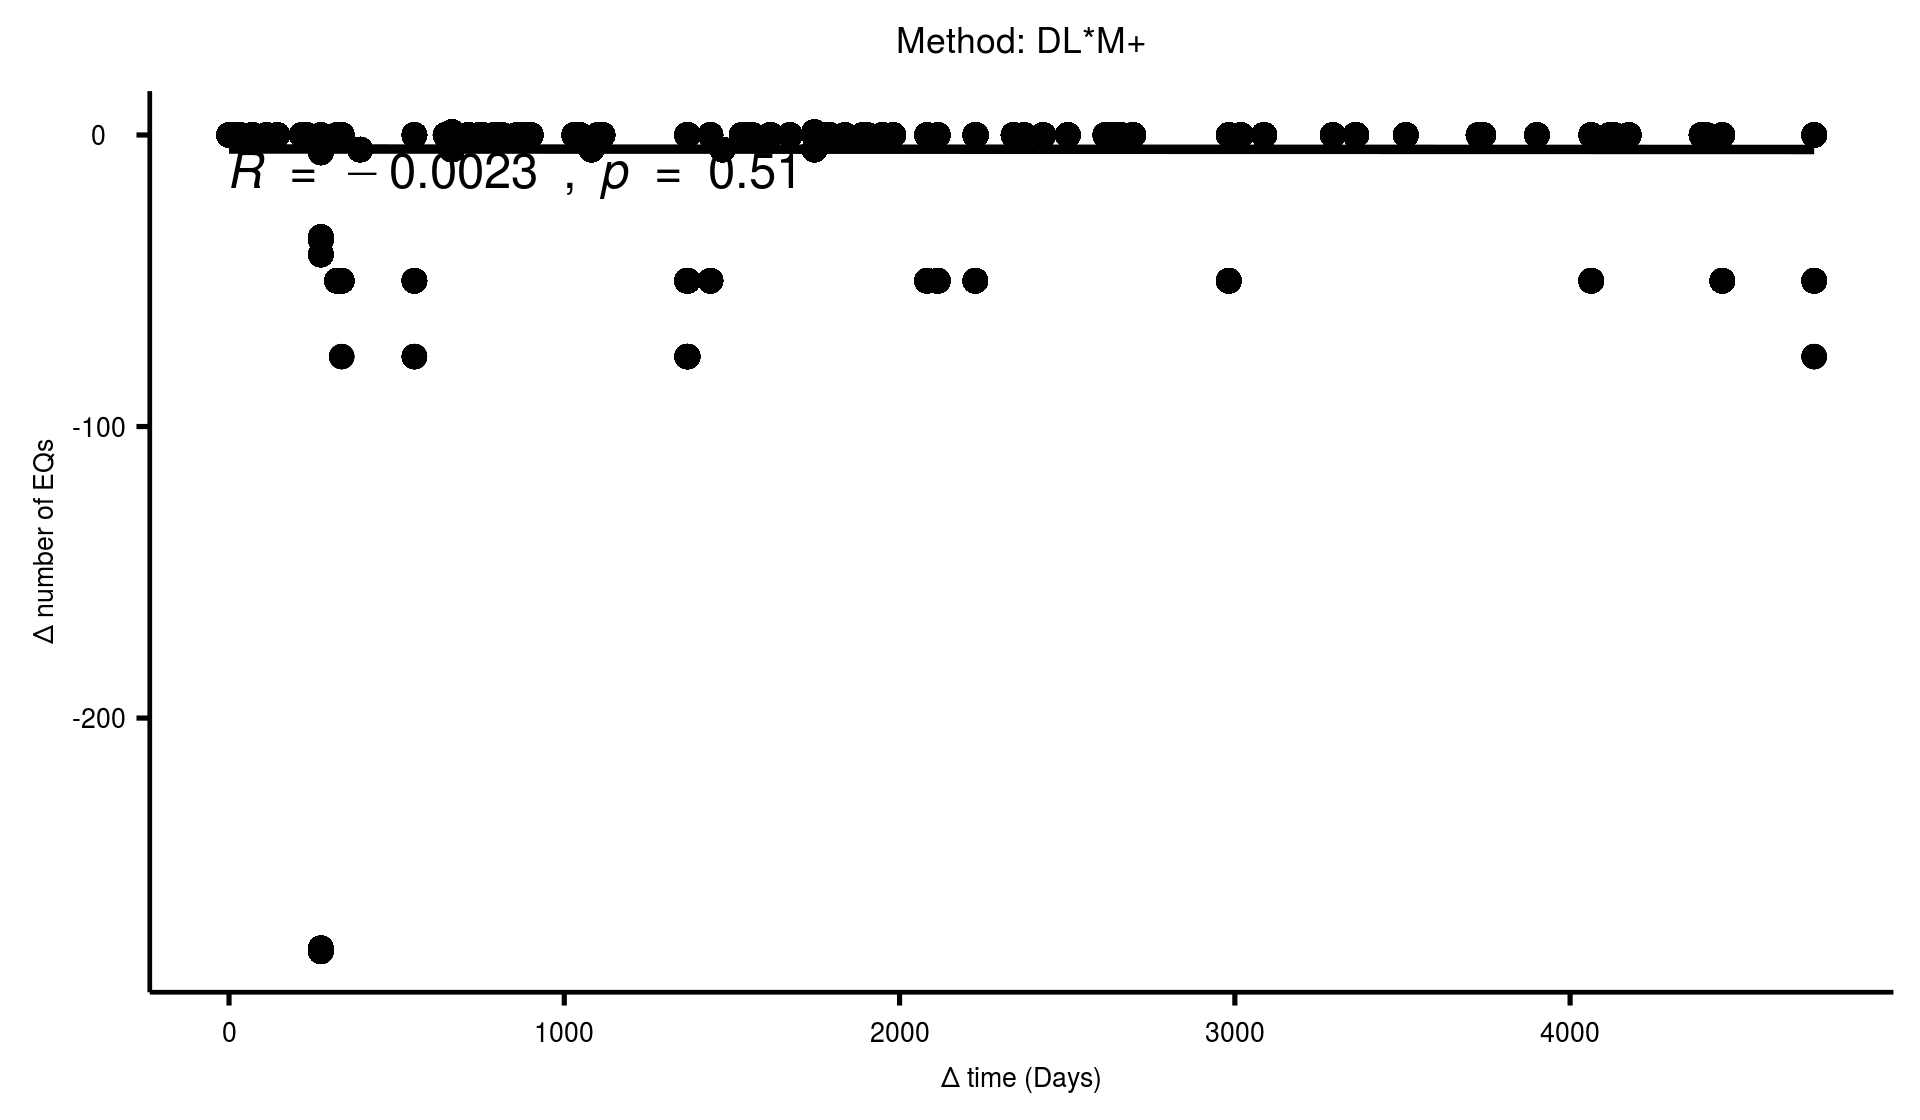 Method: DL*M+
0
R = −0.0023 , p = 0.51
-100
-200
Δ number of EQs
0 1000 2000 3000 4000
Δ time (Days)